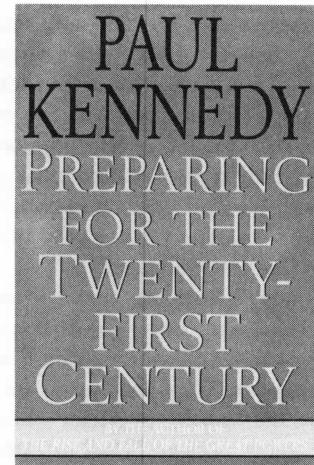 PAUL
KENNEDY
PREPARING
FOR THE
TWENTY-
FIRST
CENTURY
BY THE AUTHOR OF
THE RISE AND FALL OF THE GREAT POWERS